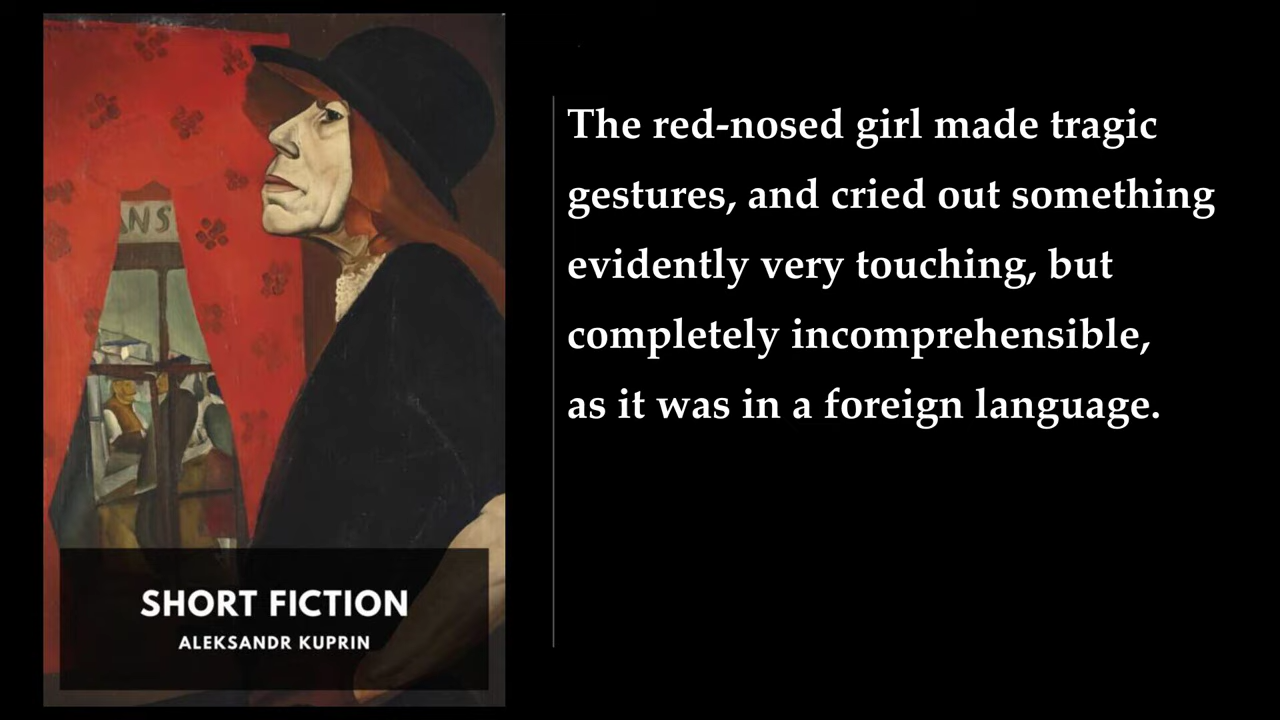 ANS
SHORT FICTION
ALEKSANDR KUPRIN
The red-nosed girl made tragic
gestures, and cried out something
evidently very touching, but
completely incomprehensible,
as it was in a foreign language.